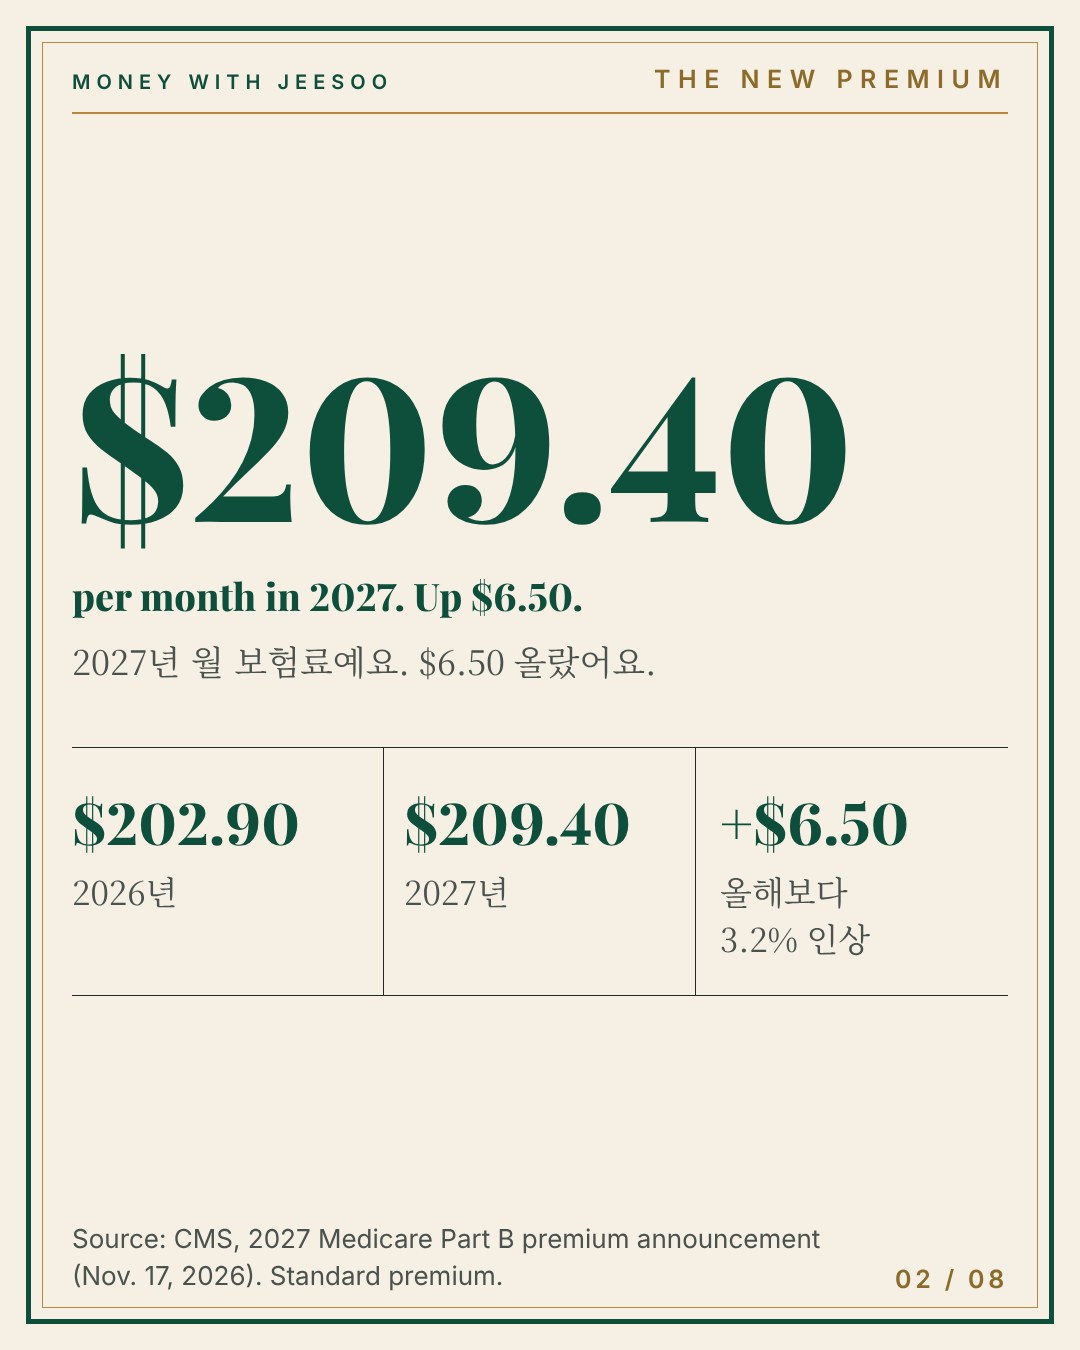 MONEY WITH JEESOO
THE NEW PREMIUM
$209.40
per month in 2027. Up $6.50.
2027년 월 보험료예요. $6.50 올랐어요.
$202.90
2026년
$209.40
2027년
+$6.50
올해보다
3.2% 인상
Source: CMS, 2027 Medicare Part B premium announcement
(Nov. 17, 2026). Standard premium.
02 / 08